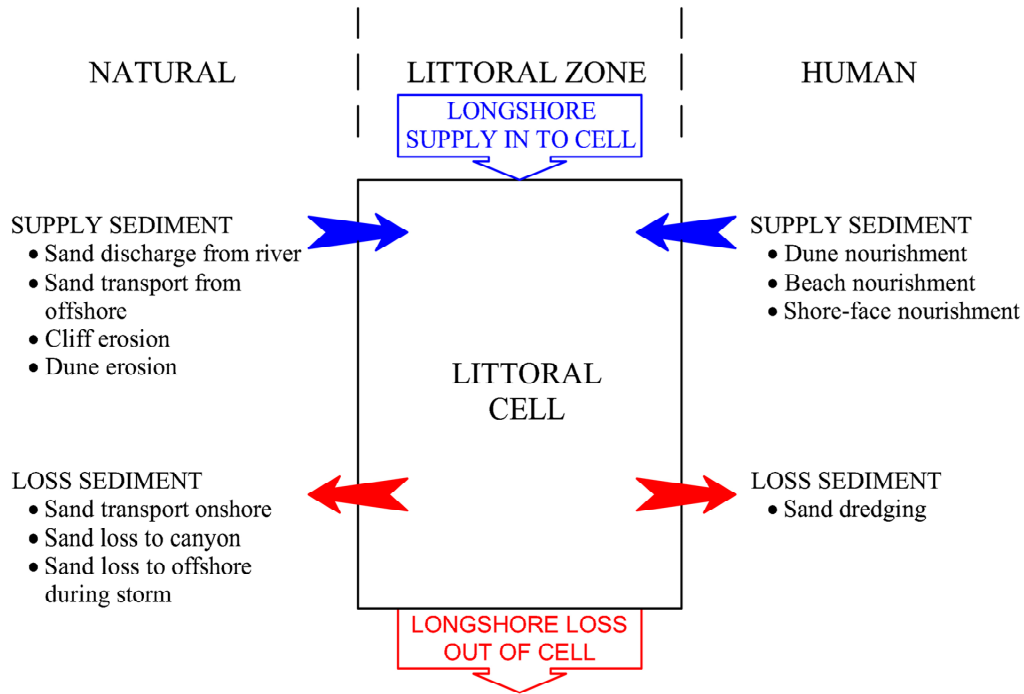 NATURAL
LITTORAL ZONE
HUMAN
LONGSHORE
SUPPLY IN TO CELL
SUPPLY SEDIMENT
• Sand discharge from river
• Sand transport from
offshore
• Cliff erosion
• Dune erosion
SUPPLY SEDIMENT
• Dune nourishment
• Beach nourishment
• Shore-face nourishment
LITTORAL
CELL
LOSS SEDIMENT
• Sand transport onshore
• Sand loss to canyon
• Sand loss to offshore
during storm
LOSS SEDIMENT
• Sand dredging
LONGSHORE LOSS
OUT OF CELL